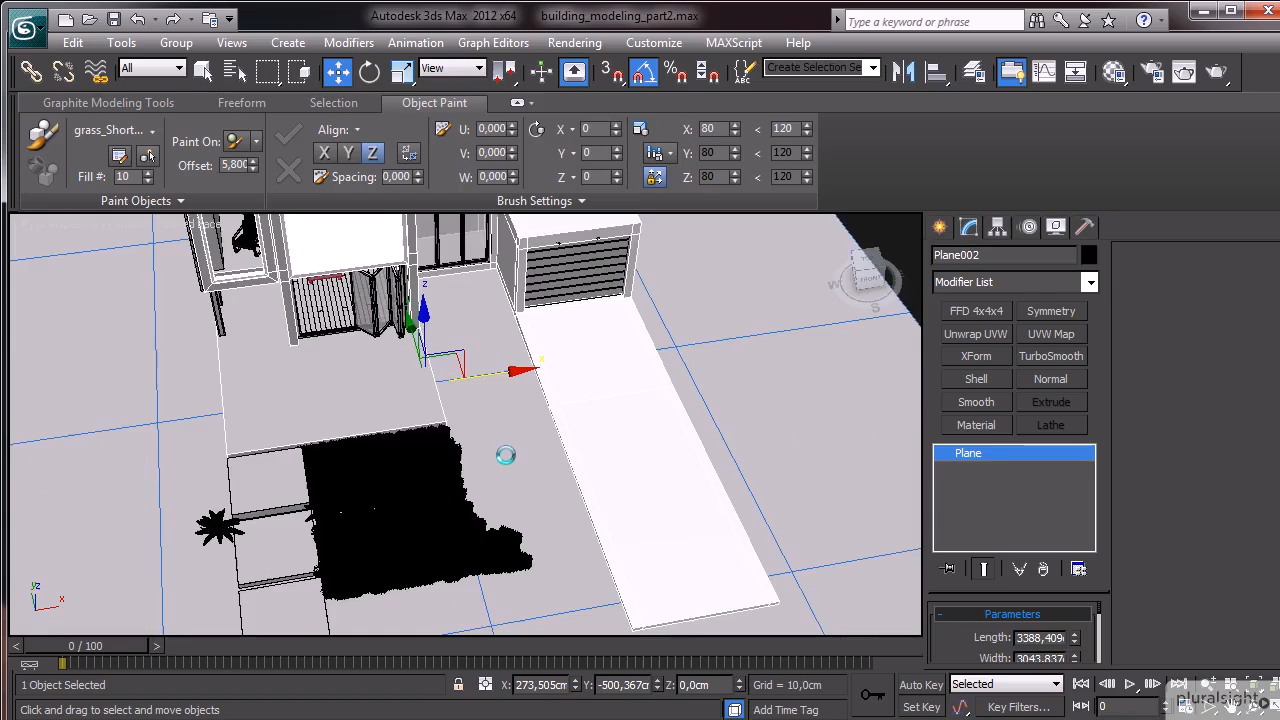 Autodesk 3ds Max 2012 x64 building_modeling_part2.max
Type a keyword or phrase
Edit Tools Group Views Create Modifiers Animation Graph Editors Rendering Customize MAXScript Help
All View 3 Create Selection Se
Graphite Modeling Tools Freeform Selection Object Paint
grass_Short... Paint On: Align: U: 0,000 X 0 X: 80 < 120
X Y Z V: 0,000 Y 0 Y: 80 < 120
Offset: 5,800
Fill #: 10 Spacing: 0,000 W: 0,000 Z 0 Z: 80 < 120
Paint Objects Brush Settings
Plane002
Modifier List
FFD 4x4x4 Symmetry
Unwrap UVW UVW Map
XForm TurboSmooth
Shell Normal
Smooth Extrude
Material Lathe
Plane
TOP
FRONT
W
S
z
x
z
x
- Parameters
Length: 3388,409
Width: 3043,837
< 0 / 100 >
1 Object Selected X: 273,505cm Y: -500,367cm Z: 0,0cm Grid = 10,0cm Auto Key Selected
Click and drag to select and move objects Add Time Tag Set Key Key Filters... 0
pluralsight